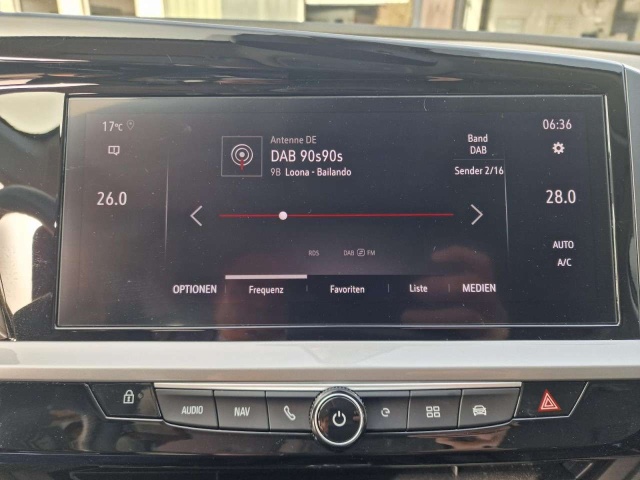 17°C
06:36
Antenne DE
DAB 90s90s
9B Loona - Bailando
Band
DAB
Sender 2/16
26.0
28.0
AUTO
A/C
RDS
DAB FM
OPTIONEN
Frequenz
Favoriten
Liste
MEDIEN
AUDIO
NAV